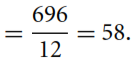 = 696/12 = 58.